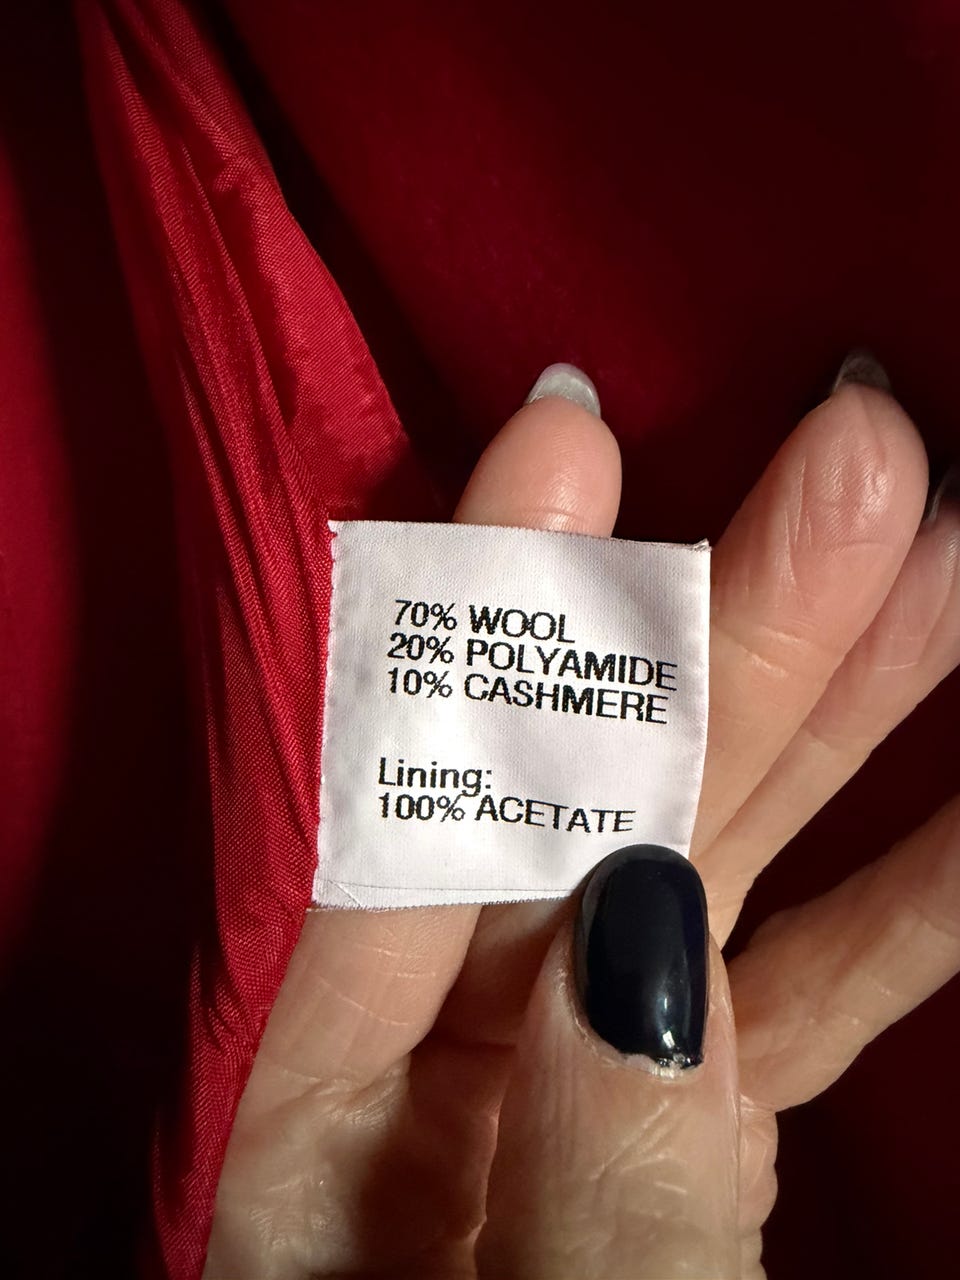 70% WOOL
20% POLYAMIDE
10% CASHMERE
Lining:
100% ACETATE